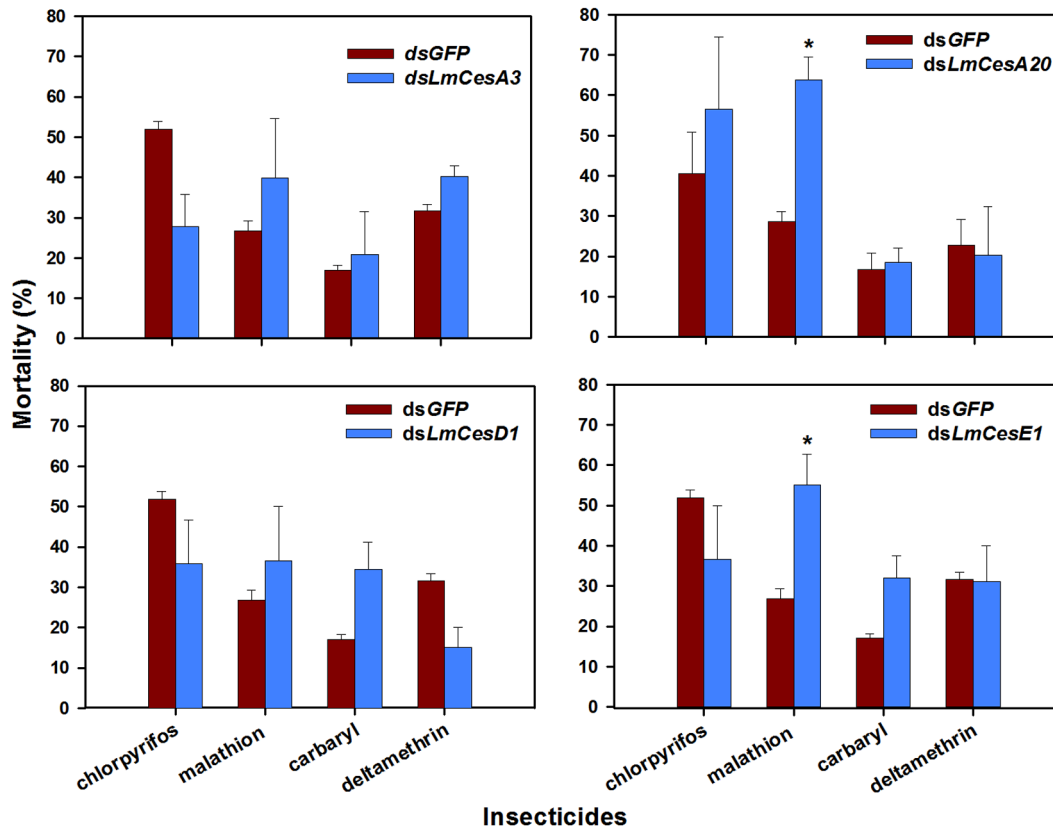 80
70
60
50
40
30
20
10
0
dsGFP
dsLmCesA3
80
70
60
50
40
30
20
10
0
*
dsGFP
dsLmCesA20
80
70
60
50
40
30
20
10
0
dsGFP
dsLmCesD1
80
70
60
50
40
30
20
10
0
*
dsGFP
dsLmCesE1
Mortality (%)
chlorpyrifos
malathion
carbaryl
deltamethrin
chlorpyrifos
malathion
carbaryl
deltamethrin
Insecticides